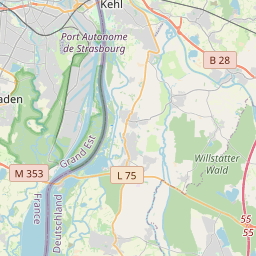 Kehl
Port Autonome
de Strasbourg
B 28
aden
Grand Est
M 353
L 75
Willstätter
Wald
France
Deutschland
55
55